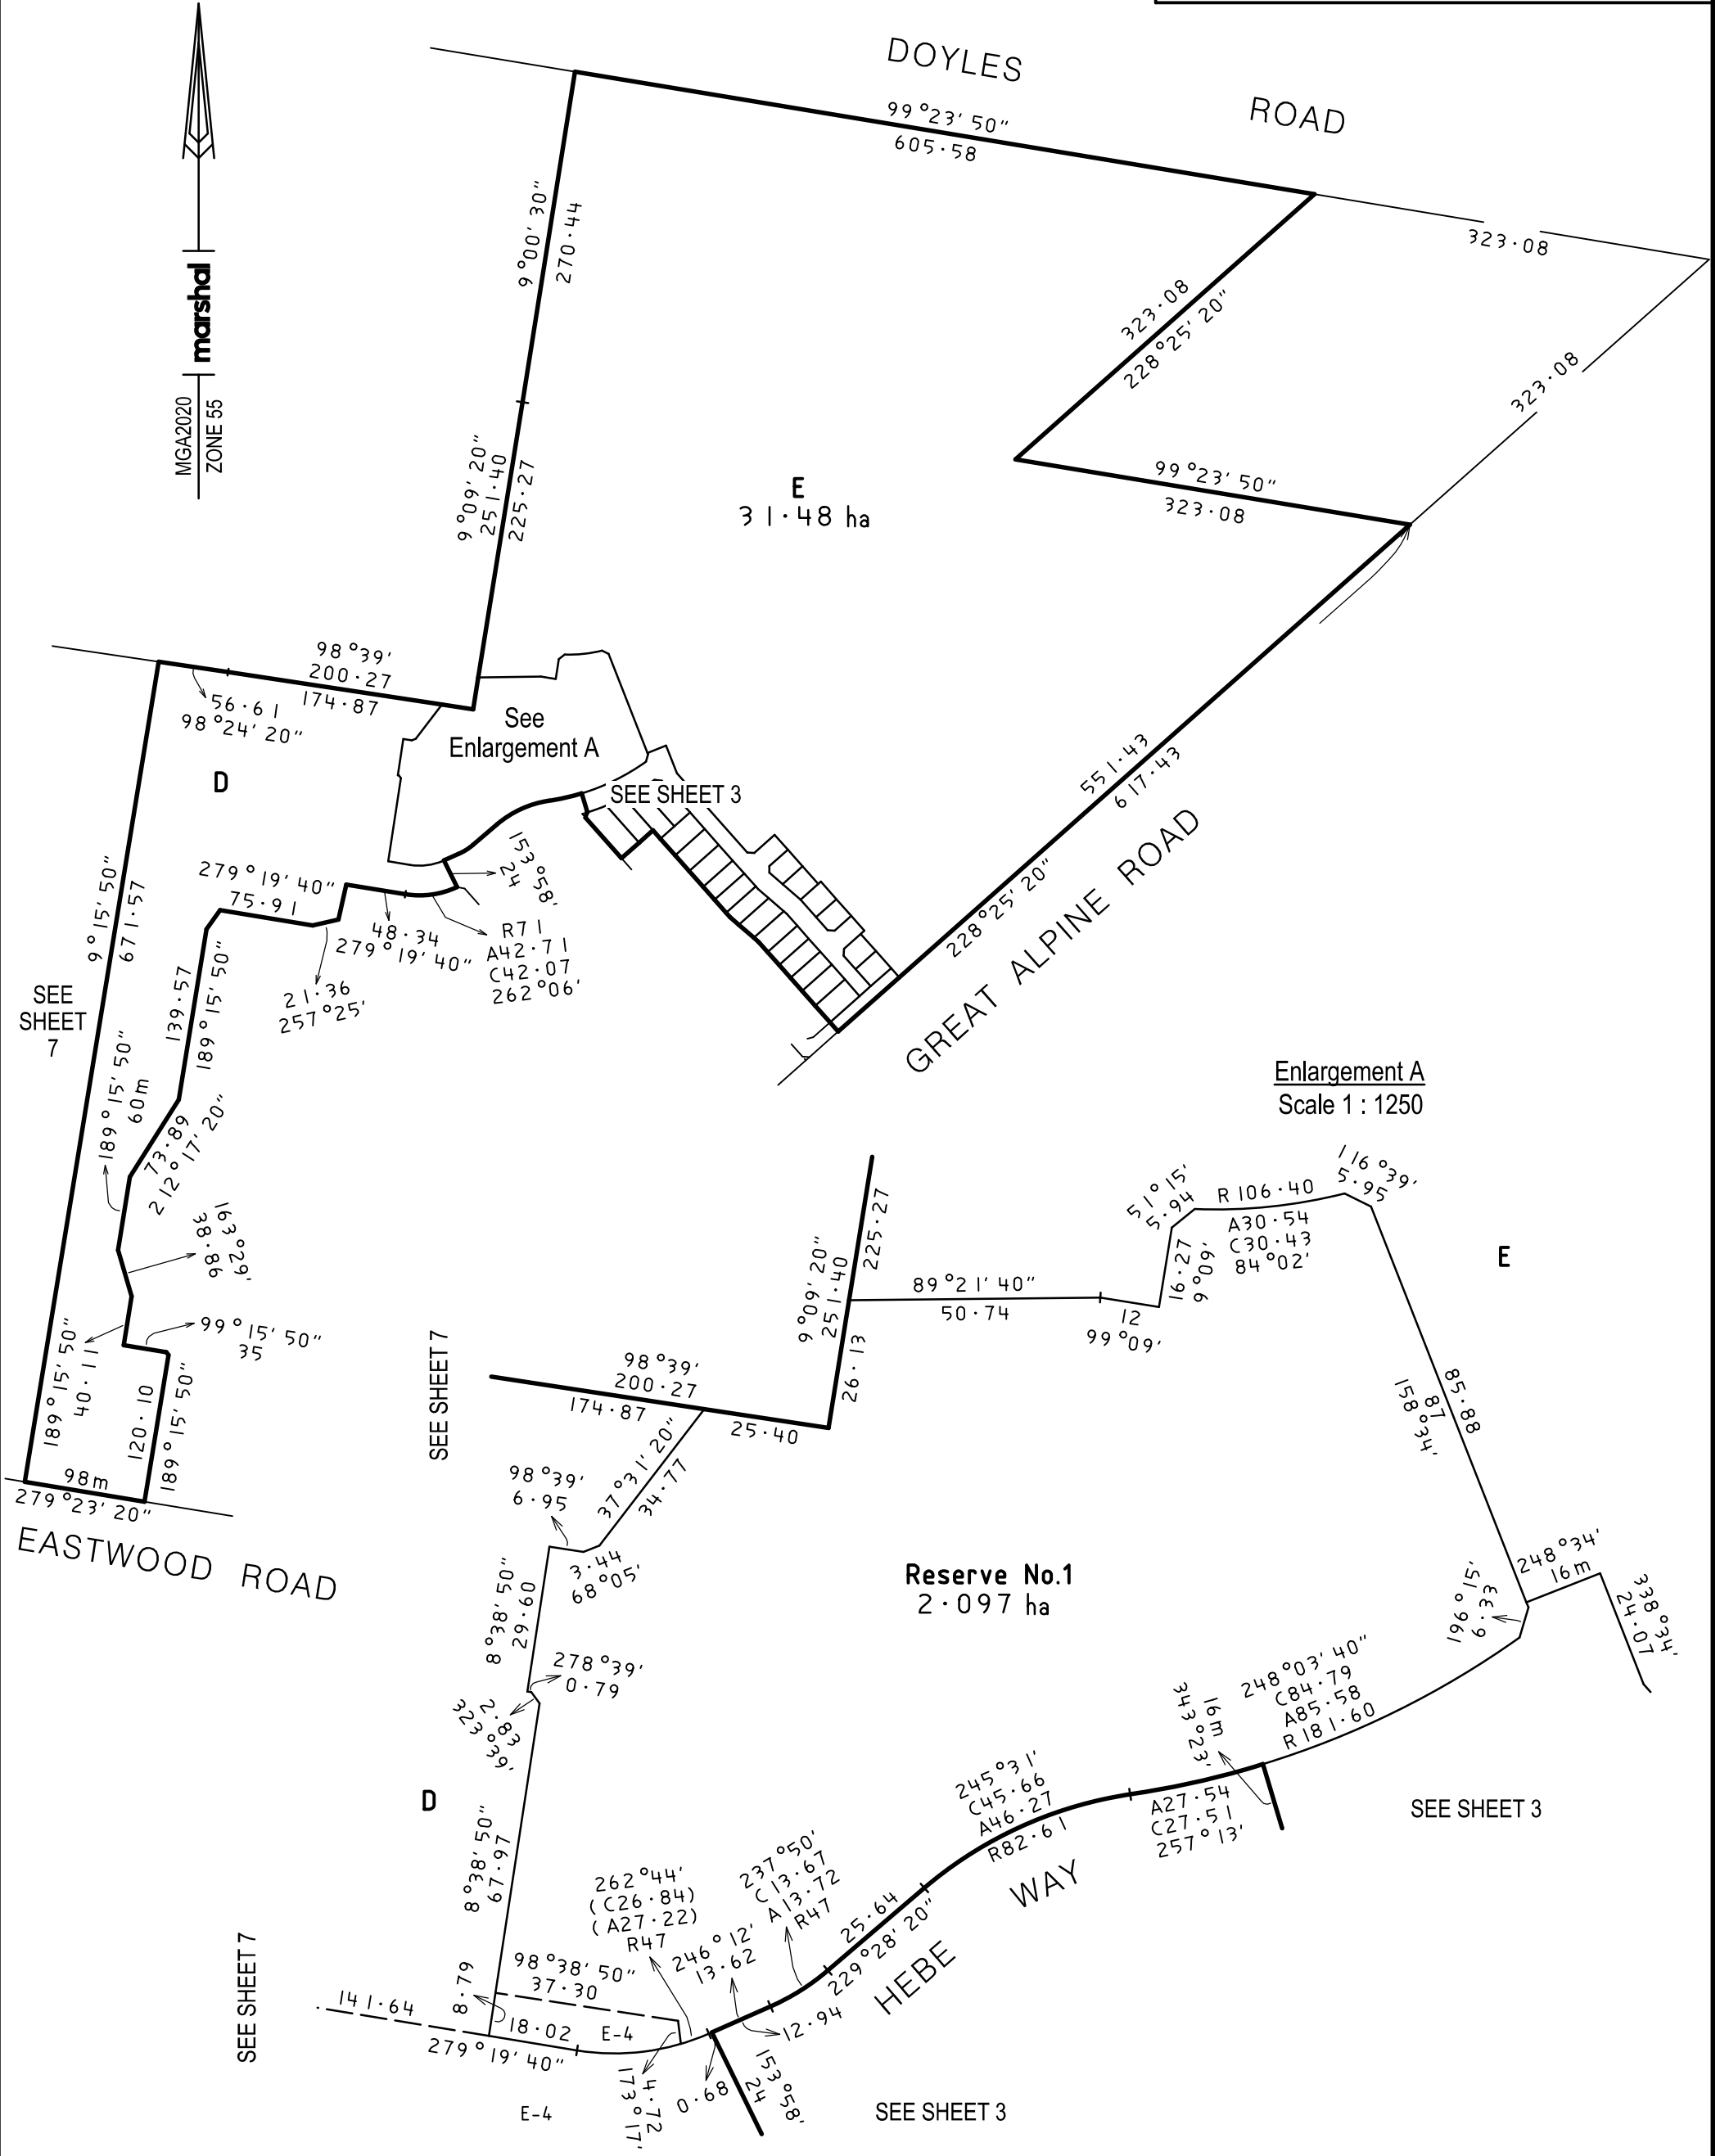 DOYLES
ROAD
99°23'50"
605·58
323·08
9°00'30"
270·44
323·08
228°25'20"
323·08
marshal
MGA2020
ZONE 55
9°09'20"
251·40
225·27
E
31·48 ha
99°23'50"
323·08
98°39'
200·27
174·87
56·61
98°24'20"
See
Enlargement A
D
SEE SHEET 3
551·43
617·43
228°25'20"
GREAT ALPINE ROAD
9°15'50"
671·57
279°19'40"
75·91
153°58'
24
48·34
279°19'40"
R71
A42·71
C42·07
262°06'
21·36
257°25'
SEE
SHEET
7
139·57
189°15'50"
189°15'50"
60m
73·89
212°17'20"
163°29'
38·86
99°15'50"
35
189°15'50"
40·11
120·10
189°15'50"
98m
279°23'20"
EASTWOOD ROAD
Enlargement A
Scale 1 : 1250
116°39'
5·95
51°15'
5·94
R106·40
A30·54
C30·43
84°02'
16·27
9°09'
E
225·27
9°09'20"
251·40
26·13
89°21'40"
50·74
12
99°09'
SEE SHEET 7
98°39'
200·27
174·87
25·40
85·88
87
158°34'
98°39'
6·95
37°31'20"
34·77
3·44
68°05'
8°38'50"
29·60
Reserve No.1
2·097 ha
248°34'
16m
338°34'
24·07
196°15'
9·33
278°39'
0·79
2·83
323°39'
248°03'40"
C84·79
A85·58
R181·60
16m
343°23'
D
245°31'
C45·66
A46·27
R82·61
A27·54
C27·51
257°13'
SEE SHEET 3
8°38'50"
67·97
262°44'
(C26·84)
(A27·22)
R47
237°50'
C13·67
A13·72
R47
246°12'
13·62
25·64
229°28'20"
HEBE WAY
SEE SHEET 7
98°38'50"
37·30
8·79
141·64
18·02
E-4
279°19'40"
12·94
4·72
173°17'
0·68
153°58'
24
E-4
SEE SHEET 3